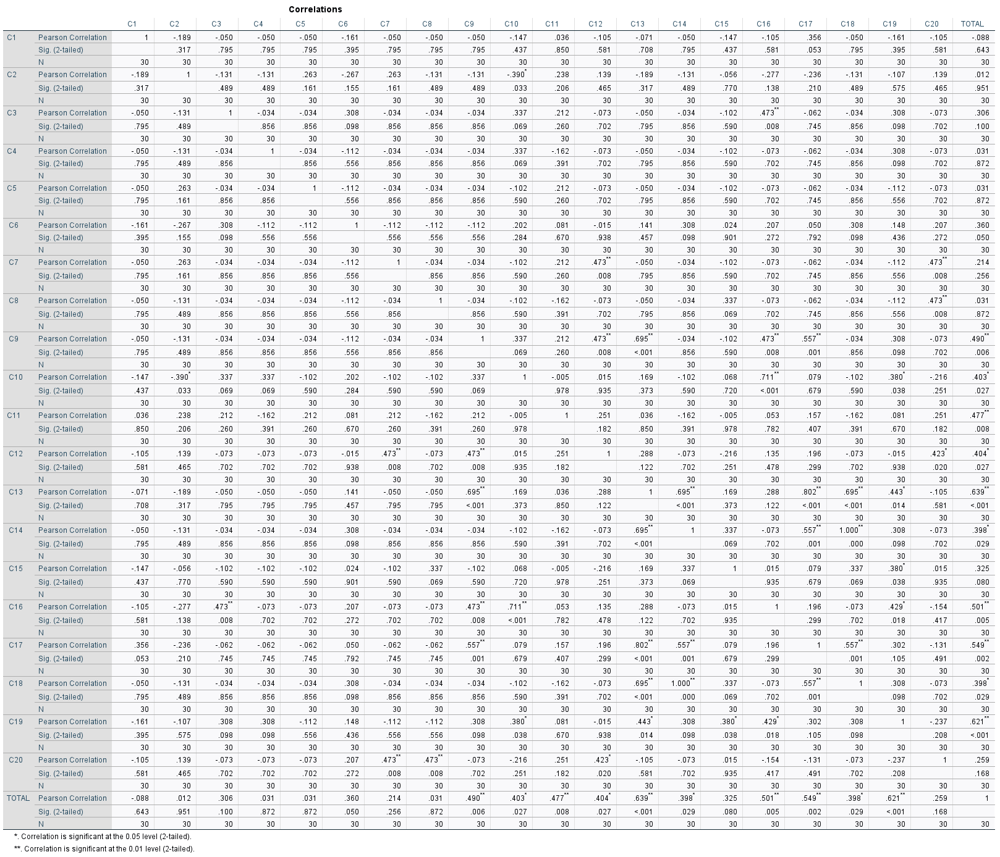 Correlations
C1 C2 C3 C4 C5 C6 C7 C8 C9 C10 C11 C12 C13 C14 C15 C16 C17 C18 C19 C20 TOTAL
C1 Pearson Correlation 1 -.189 -.050 -.050 -.050 -.161 -.050 -.050 -.050 -.147 .036 -.105 -.071 -.050 -.147 -.105 .356 -.050 -.161 -.105 -.088
Sig. (2-tailed) .317 .795 .795 .795 .395 .795 .795 .795 .437 .850 .581 .708 .795 .437 .581 .053 .795 .395 .581 .643
N 30 30 30 30 30 30 30 30 30 30 30 30 30 30 30 30 30 30 30 30 30
C2 Pearson Correlation -.189 1 -.131 -.131 .263 -.267 .263 -.131 -.131 -.390* .238 .139 -.189 -.131 -.056 -.277 -.236 -.131 -.107 .139 .012
Sig. (2-tailed) .317 .489 .489 .161 .155 .161 .489 .489 .033 .206 .465 .317 .489 .770 .138 .210 .489 .575 .465 .951
N 30 30 30 30 30 30 30 30 30 30 30 30 30 30 30 30 30 30 30 30 30
C3 Pearson Correlation -.050 -.131 1 -.034 -.034 .308 -.034 -.034 -.034 .337 .212 -.073 -.050 -.034 -.102 .473** -.062 -.034 .308 -.073 .306
Sig. (2-tailed) .795 .489 .856 .856 .098 .856 .856 .856 .069 .260 .702 .795 .856 .590 .008 .745 .856 .098 .702 .100
N 30 30 30 30 30 30 30 30 30 30 30 30 30 30 30 30 30 30 30 30 30
C4 Pearson Correlation -.050 -.131 -.034 1 -.034 -.112 -.034 -.034 -.034 .337 -.162 -.073 -.050 -.034 -.102 -.073 -.062 -.034 .308 -.073 .031
Sig. (2-tailed) .795 .489 .856 .856 .556 .856 .856 .856 .069 .391 .702 .795 .856 .590 .702 .745 .856 .098 .702 .872
N 30 30 30 30 30 30 30 30 30 30 30 30 30 30 30 30 30 30 30 30 30
C5 Pearson Correlation -.050 .263 -.034 -.034 1 -.112 -.034 -.034 -.034 -.102 .212 -.073 -.050 -.034 -.102 -.073 -.062 -.034 -.112 -.073 .031
Sig. (2-tailed) .795 .161 .856 .856 .556 .856 .856 .856 .590 .260 .702 .795 .856 .590 .702 .745 .856 .556 .702 .872
N 30 30 30 30 30 30 30 30 30 30 30 30 30 30 30 30 30 30 30 30 30
C6 Pearson Correlation -.161 -.267 .308 -.112 -.112 1 -.112 -.112 -.112 .202 .081 -.015 .141 .308 .024 .207 .050 .308 .148 .207 .360
Sig. (2-tailed) .395 .155 .098 .556 .556 .556 .556 .556 .284 .670 .938 .457 .098 .901 .272 .792 .098 .436 .272 .050
N 30 30 30 30 30 30 30 30 30 30 30 30 30 30 30 30 30 30 30 30 30
C7 Pearson Correlation -.050 .263 -.034 -.034 -.034 -.112 1 -.034 -.034 -.102 .212 .473** -.050 -.034 -.102 -.073 -.062 -.034 -.112 .473** .214
Sig. (2-tailed) .795 .161 .856 .856 .856 .556 .856 .856 .590 .260 .008 .795 .856 .590 .702 .745 .856 .556 .008 .256
N 30 30 30 30 30 30 30 30 30 30 30 30 30 30 30 30 30 30 30 30 30
C8 Pearson Correlation -.050 -.131 -.034 -.034 -.034 -.112 -.034 1 -.034 -.102 -.162 -.073 -.050 -.034 .337 -.073 -.062 -.034 -.112 .473** .031
Sig. (2-tailed) .795 .489 .856 .856 .856 .556 .856 .856 .590 .391 .702 .795 .856 .069 .702 .745 .856 .556 .008 .872
N 30 30 30 30 30 30 30 30 30 30 30 30 30 30 30 30 30 30 30 30 30
C9 Pearson Correlation -.050 -.131 -.034 -.034 -.034 -.112 -.034 -.034 1 .337 .212 .473** .695** -.034 -.102 .473** .557** -.034 .308 -.073 .490**
Sig. (2-tailed) .795 .489 .856 .856 .856 .556 .856 .856 .069 .260 .008 <.001 .856 .590 .008 .001 .856 .098 .702 .006
N 30 30 30 30 30 30 30 30 30 30 30 30 30 30 30 30 30 30 30 30 30
C10 Pearson Correlation -.147 -.390* .337 .337 -.102 .202 -.102 -.102 .337 1 -.005 .015 .169 -.102 .068 .711** .079 -.102 .380* -.216 .403*
Sig. (2-tailed) .437 .033 .069 .069 .590 .284 .590 .590 .069 .978 .935 .373 .590 .720 <.001 .679 .590 .038 .251 .027
N 30 30 30 30 30 30 30 30 30 30 30 30 30 30 30 30 30 30 30 30 30
C11 Pearson Correlation .036 .238 .212 -.162 .212 .081 .212 -.162 .212 -.005 1 .251 .036 -.162 -.005 .053 .157 -.162 .081 .251 .477**
Sig. (2-tailed) .850 .206 .260 .391 .260 .670 .260 .391 .260 .978 .182 .850 .391 .978 .782 .407 .391 .670 .182 .008
N 30 30 30 30 30 30 30 30 30 30 30 30 30 30 30 30 30 30 30 30 30
C12 Pearson Correlation -.105 .139 -.073 -.073 -.073 -.015 .473** -.073 .473** .015 .251 1 .288 -.073 -.216 .135 .196 -.073 -.015 .423* .404*
Sig. (2-tailed) .581 .465 .702 .702 .702 .938 .008 .702 .008 .935 .182 .122 .702 .251 .478 .299 .702 .938 .020 .027
N 30 30 30 30 30 30 30 30 30 30 30 30 30 30 30 30 30 30 30 30 30
C13 Pearson Correlation -.071 -.189 -.050 -.050 -.050 .141 -.050 -.050 .695** .169 .036 .288 1 .695** .169 .288 .802** .695** .443* -.105 .639**
Sig. (2-tailed) .708 .317 .795 .795 .795 .457 .795 .795 <.001 .373 .850 .122 <.001 .373 .122 <.001 <.001 .014 .581 <.001
N 30 30 30 30 30 30 30 30 30 30 30 30 30 30 30 30 30 30 30 30 30
C14 Pearson Correlation -.050 -.131 -.034 -.034 -.034 .308 -.034 -.034 -.034 -.102 -.162 -.073 .695** 1 .337 -.073 .557** 1.000** .308 -.073 .398*
Sig. (2-tailed) .795 .489 .856 .856 .856 .098 .856 .856 .856 .590 .391 .702 <.001 .069 .702 .001 .000 .098 .702 .029
N 30 30 30 30 30 30 30 30 30 30 30 30 30 30 30 30 30 30 30 30 30
C15 Pearson Correlation -.147 -.056 -.102 -.102 -.102 .024 -.102 .337 -.102 .068 -.005 -.216 .169 .337 1 .015 .079 .337 .380* .015 .325
Sig. (2-tailed) .437 .770 .590 .590 .590 .901 .590 .069 .590 .720 .978 .251 .373 .069 .935 .679 .069 .038 .935 .080
N 30 30 30 30 30 30 30 30 30 30 30 30 30 30 30 30 30 30 30 30 30
C16 Pearson Correlation -.105 -.277 .473** -.073 -.073 .207 -.073 -.073 .473** .711** .053 .135 .288 -.073 .015 1 .196 -.073 .429* -.154 .501**
Sig. (2-tailed) .581 .138 .008 .702 .702 .272 .702 .702 .008 <.001 .782 .478 .122 .702 .935 .299 .702 .018 .417 .005
N 30 30 30 30 30 30 30 30 30 30 30 30 30 30 30 30 30 30 30 30 30
C17 Pearson Correlation .356 -.236 -.062 -.062 -.062 .050 -.062 -.062 .557** .079 .157 .196 .802** .557** .079 .196 1 .557** .302 -.131 .549**
Sig. (2-tailed) .053 .210 .745 .745 .745 .792 .745 .745 .001 .679 .407 .299 <.001 .001 .679 .299 .001 .105 .491 .002
N 30 30 30 30 30 30 30 30 30 30 30 30 30 30 30 30 30 30 30 30 30
C18 Pearson Correlation -.050 -.131 -.034 -.034 -.034 .308 -.034 -.034 -.034 -.102 -.162 -.073 .695** 1.000** .337 -.073 .557** 1 .308 -.073 .398*
Sig. (2-tailed) .795 .489 .856 .856 .856 .098 .856 .856 .856 .590 .391 .702 <.001 .000 .069 .702 .001 .098 .702 .029
N 30 30 30 30 30 30 30 30 30 30 30 30 30 30 30 30 30 30 30 30 30
C19 Pearson Correlation -.161 -.107 .308 .308 -.112 .148 -.112 -.112 .308 .380* .081 -.015 .443* .308 .380* .429* .302 .308 1 -.237 .621**
Sig. (2-tailed) .395 .575 .098 .098 .556 .436 .556 .556 .098 .038 .670 .938 .014 .098 .038 .018 .105 .098 .208 <.001
N 30 30 30 30 30 30 30 30 30 30 30 30 30 30 30 30 30 30 30 30 30
C20 Pearson Correlation -.105 .139 -.073 -.073 -.073 .207 .473** .473** -.073 -.216 .251 .423* -.105 -.073 .015 -.154 -.131 -.073 -.237 1 .259
Sig. (2-tailed) .581 .465 .702 .702 .702 .272 .008 .008 .702 .251 .182 .020 .581 .702 .935 .417 .491 .702 .208 .168
N 30 30 30 30 30 30 30 30 30 30 30 30 30 30 30 30 30 30 30 30 30
TOTAL Pearson Correlation -.088 .012 .306 .031 .031 .360 .214 .031 .490** .403* .477** .404* .639** .398* .325 .501** .549** .398* .621** .259 1
Sig. (2-tailed) .643 .951 .100 .872 .872 .050 .256 .872 .006 .027 .008 .027 <.001 .029 .080 .005 .002 .029 <.001 .168
N 30 30 30 30 30 30 30 30 30 30 30 30 30 30 30 30 30 30 30 30 30
*. Correlation is significant at the 0.05 level (2-tailed).
**. Correlation is significant at the 0.01 level (2-tailed).